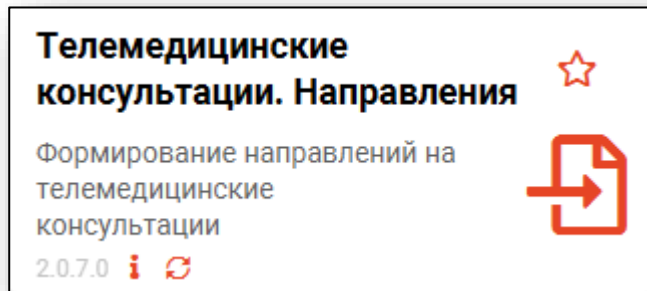 Телемедицинские
консультации. Направления
Формирование направлений на
телемедицинские
консультации
2.0.7.0